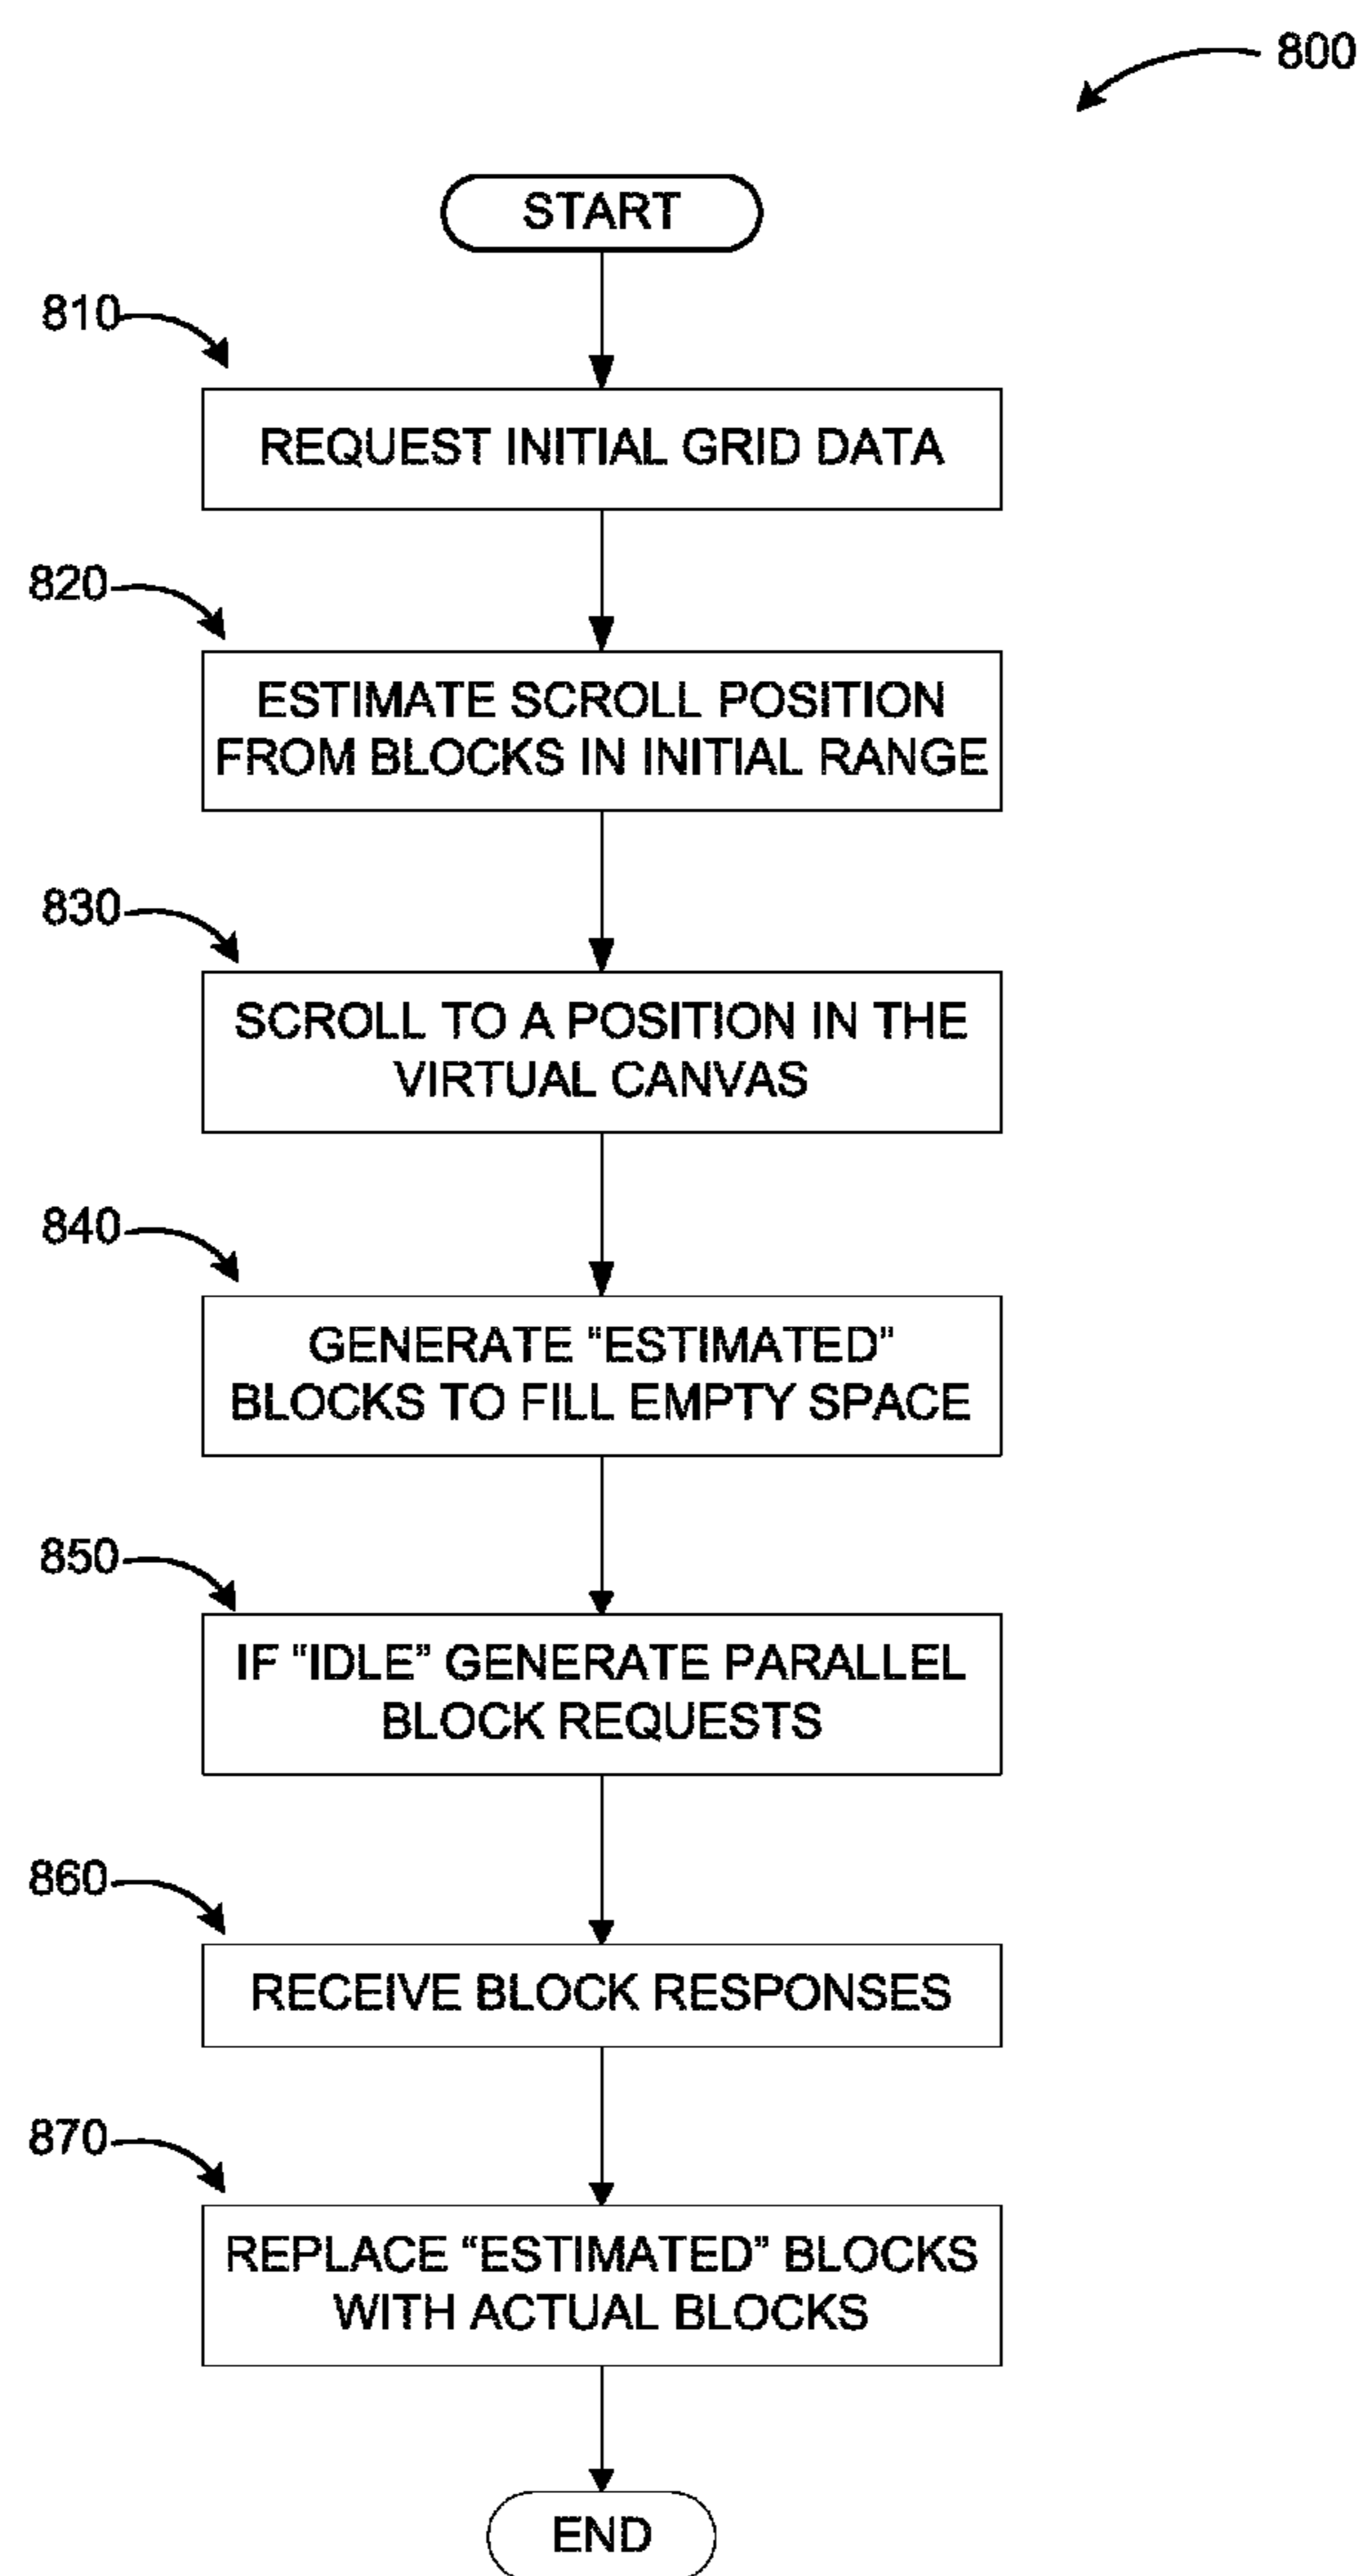 800
START
810
REQUEST INITIAL GRID DATA
820
ESTIMATE SCROLL POSITION
FROM BLOCKS IN INITIAL RANGE
830
SCROLL TO A POSITION IN THE
VIRTUAL CANVAS
840
GENERATE “ESTIMATED”
BLOCKS TO FILL EMPTY SPACE
850
IF “IDLE” GENERATE PARALLEL
BLOCK REQUESTS
860
RECEIVE BLOCK RESPONSES
870
REPLACE “ESTIMATED” BLOCKS
WITH ACTUAL BLOCKS
END